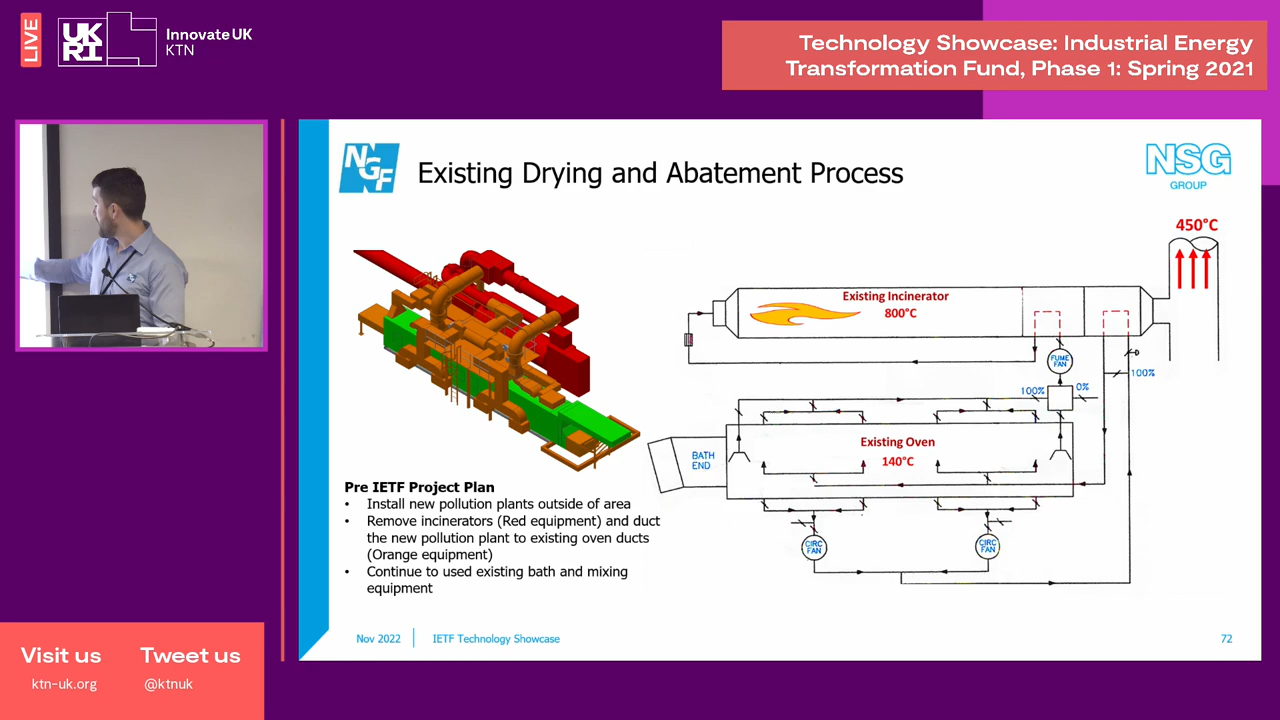 LIVE
UK
RI
Innovate UK
KTN
Technology Showcase: Industrial Energy
Transformation Fund, Phase 1: Spring 2021
NGF
Existing Drying and Abatement Process
NSG
GROUP
450°C
Existing Incinerator
800°C
FUME
FAN
100%
100%
0%
Existing Oven
140°C
BATH
END
CIRC
FAN
CIRC
FAN
Pre IETF Project Plan
• Install new pollution plants outside of area
• Remove incinerators (Red equipment) and duct
the new pollution plant to existing oven ducts
(Orange equipment)
• Continue to used existing bath and mixing
equipment
Nov 2022
IETF Technology Showcase
72
Visit us
ktn-uk.org
Tweet us
@ktnuk